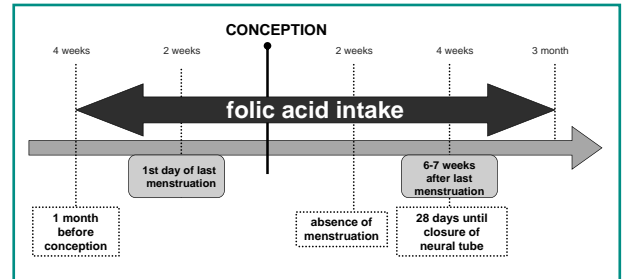 CONCEPTION
4 weeks
2 weeks
2 weeks
4 weeks
3 month
folic acid intake
1st day of last
menstruation
6-7 weeks
after last
menstruation
1 month
before
conception
absence of
menstruation
28 days until
closure of
neural tube